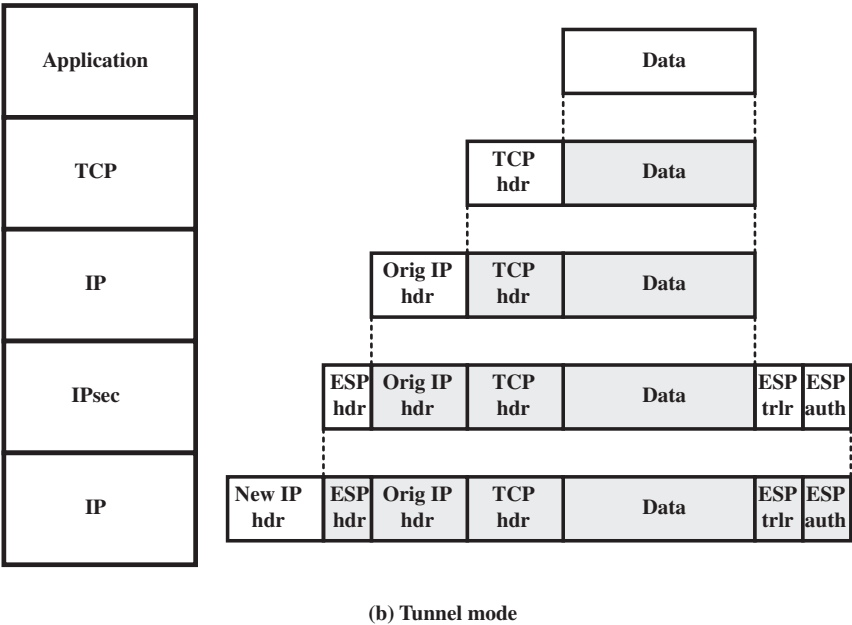 Application
Data
TCP
TCP
hdr
Data
IP
Orig IP
hdr
TCP
hdr
Data
IPsec
ESP
hdr
Orig IP
hdr
TCP
hdr
Data
ESP
trlr
ESP
auth
IP
New IP
hdr
ESP
hdr
Orig IP
hdr
TCP
hdr
Data
ESP
trlr
ESP
auth
(b) Tunnel mode